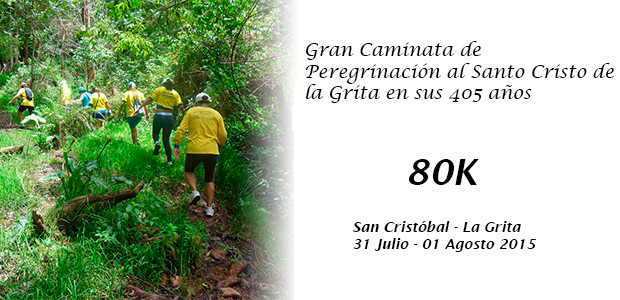 Gran Caminata de
Peregrinación al Santo Cristo de
la Grita en sus 405 años
80K
San Cristóbal - La Grita
31 Julio - 01 Agosto 2015